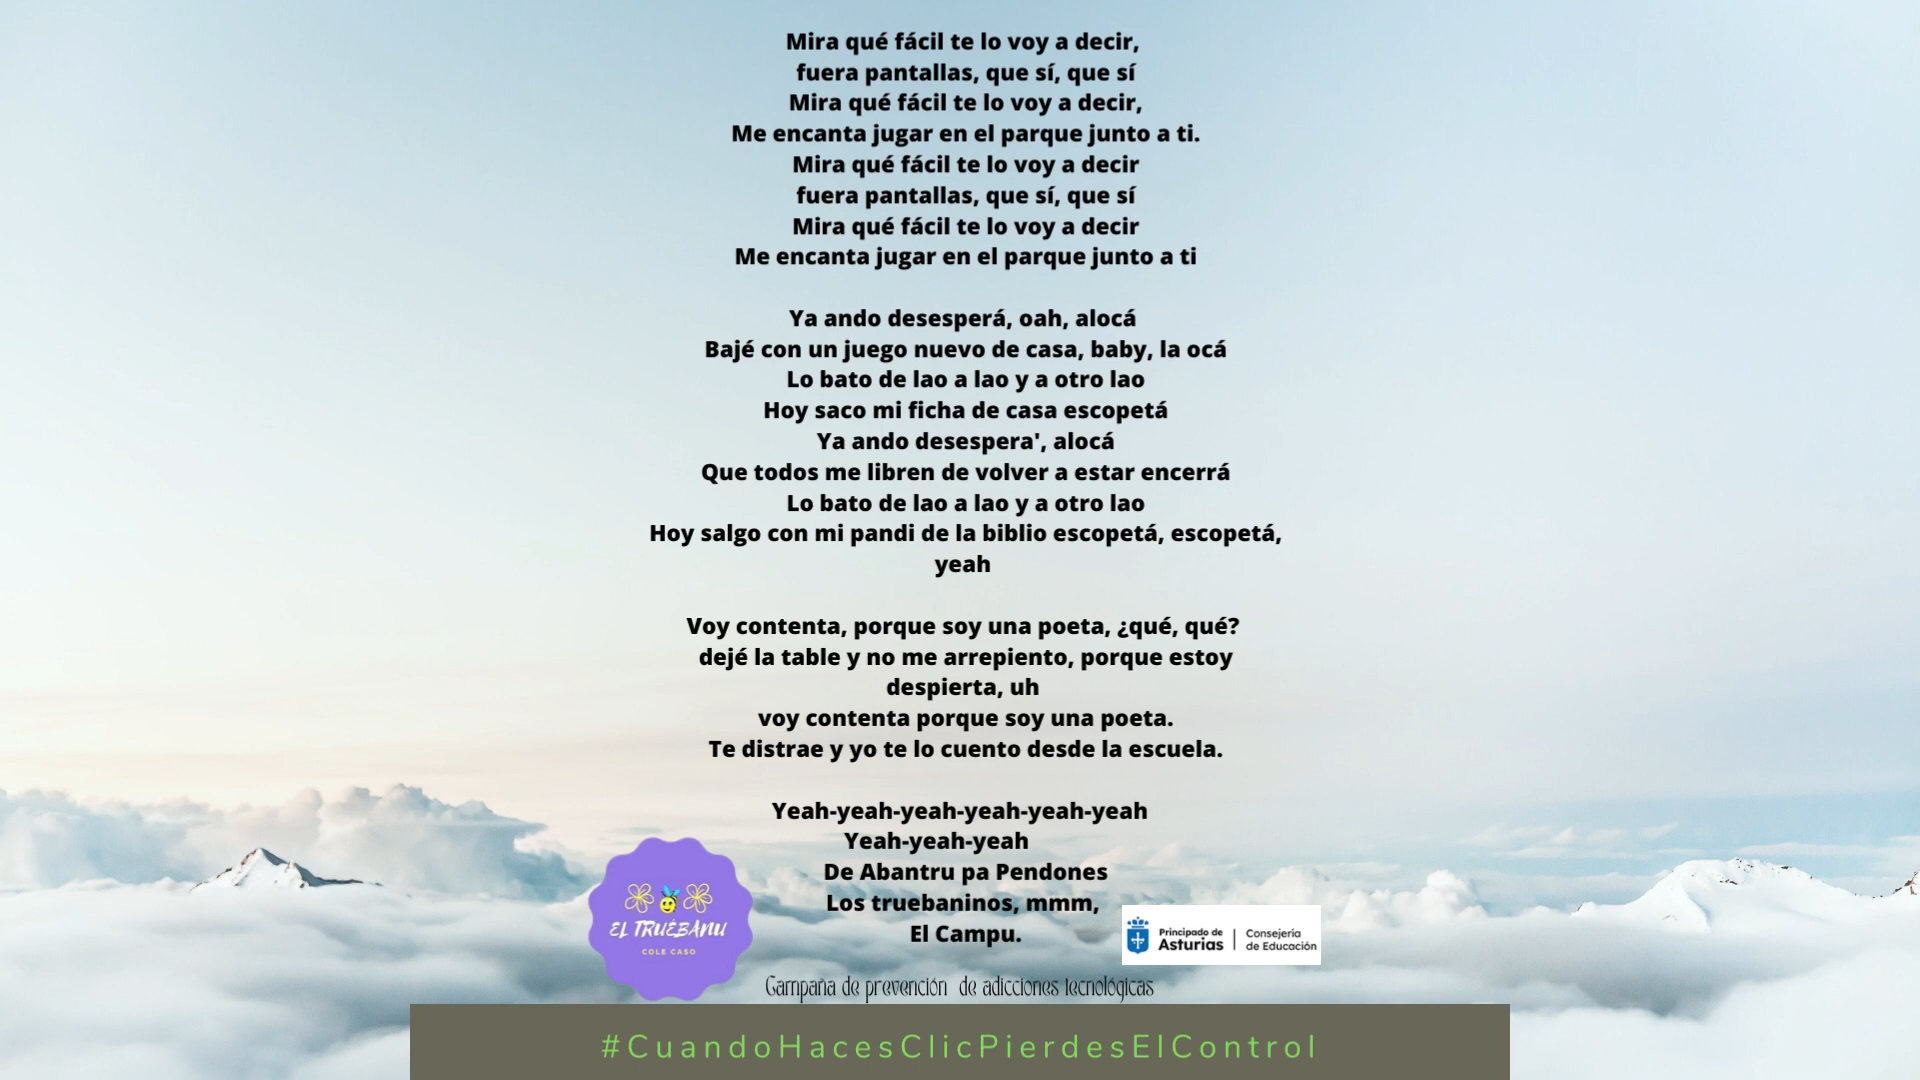 Mira qué fácil te lo voy a decir,
fuera pantallas, que sí, que sí
Mira qué fácil te lo voy a decir,
Me encanta jugar en el parque junto a ti.
Mira qué fácil te lo voy a decir
fuera pantallas, que sí, que sí
Mira qué fácil te lo voy a decir
Me encanta jugar en el parque junto a ti
Ya ando desesperá, oah, alocá
Bajé con un juego nuevo de casa, baby, la ocá
Lo bato de lao a lao y a otro lao
Hoy saco mi ficha de casa escopetá
Ya ando desespera', alocá
Que todos me libren de volver a estar encerrá
Lo bato de lao a lao y a otro lao
Hoy salgo con mi pandi de la biblio escopetá, escopetá,
yeah
Voy contenta, porque soy una poeta, ¿qué, qué?
dejé la table y no me arrepiento, porque estoy
despierta, uh
voy contenta porque soy una poeta.
Te distrae y yo te lo cuento desde la escuela.
Yeah-yeah-yeah-yeah-yeah-yeah
Yeah-yeah-yeah
De Abantru pa Pendones
Los truebaninos, mmm,
El Campu.
EL TRUÉBANU
COLE CASO
Principado de
Asturias
Consejería
de Educación
Campaña de prevención de adicciones tecnológicas
#CuandoHacesClicPierdesElControl